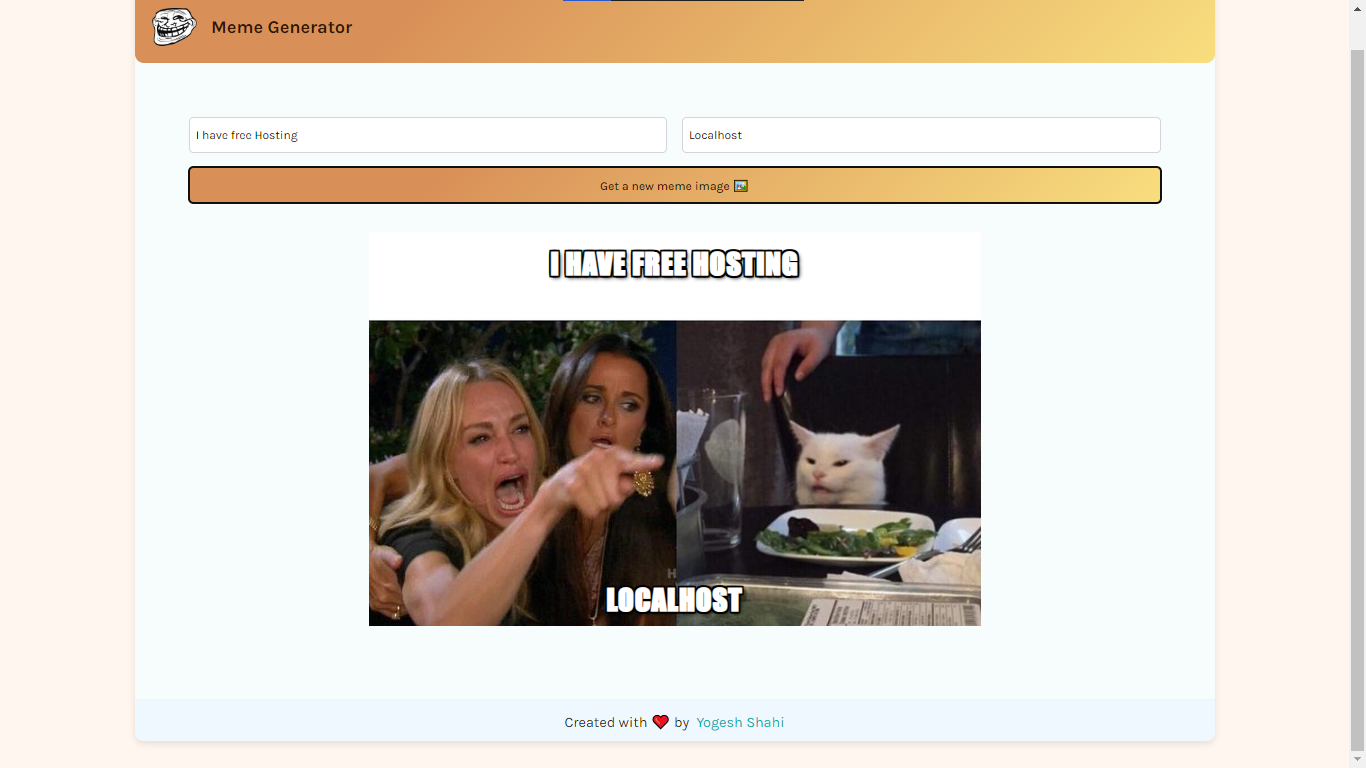 Meme Generator
I have free Hosting
Localhost
Get a new meme image
I HAVE FREE HOSTING
LOCALHOST
Created with ❤️ by Yogesh Shahi